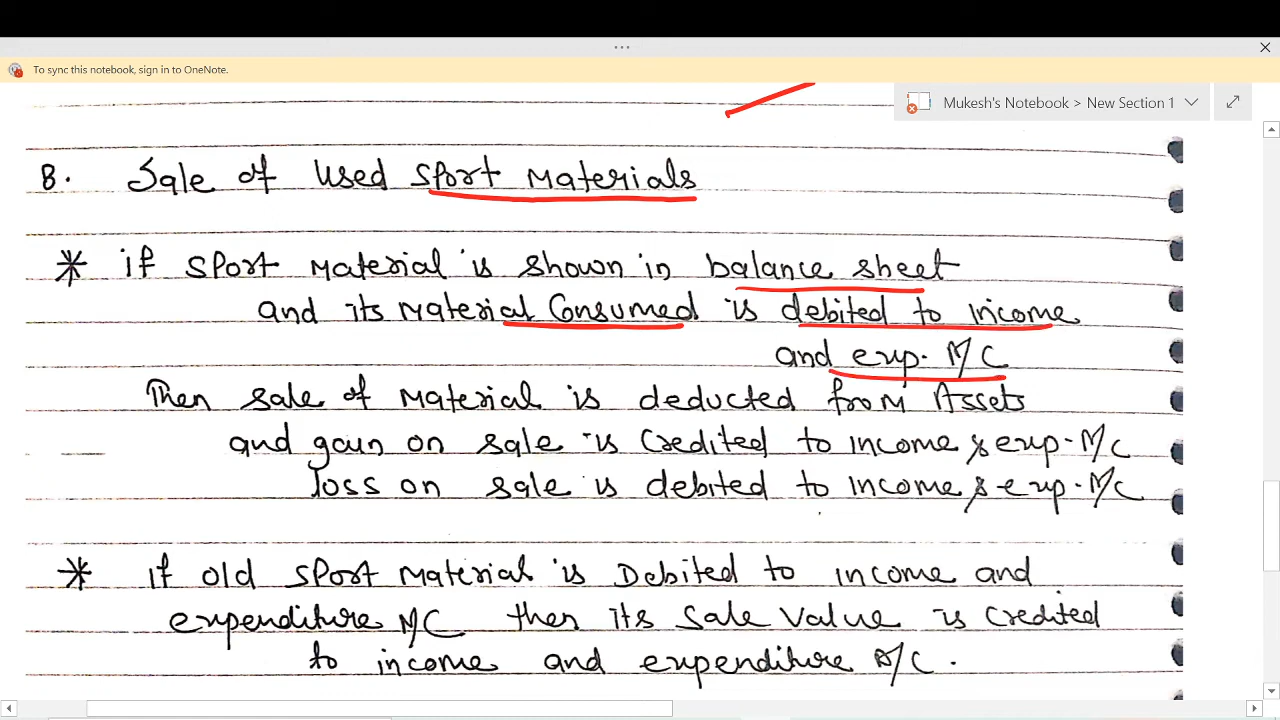 ...
To sync this notebook, sign in to OneNote.
Mukesh's Notebook > New Section 1
8. Sale of Used Sport Materials
* if Sport Material is shown in balance sheet
and its Material Consumed is debited to income
and exp. A/C
Then sale of Material is deducted from Assets
and gain on sale is Credited to income & exp. A/C
loss on sale is debited to income & exp. A/C
* if old Sport Material is Debited to income and
expenditure A/C then its Sale Value is Credited
to income and expenditure A/C.